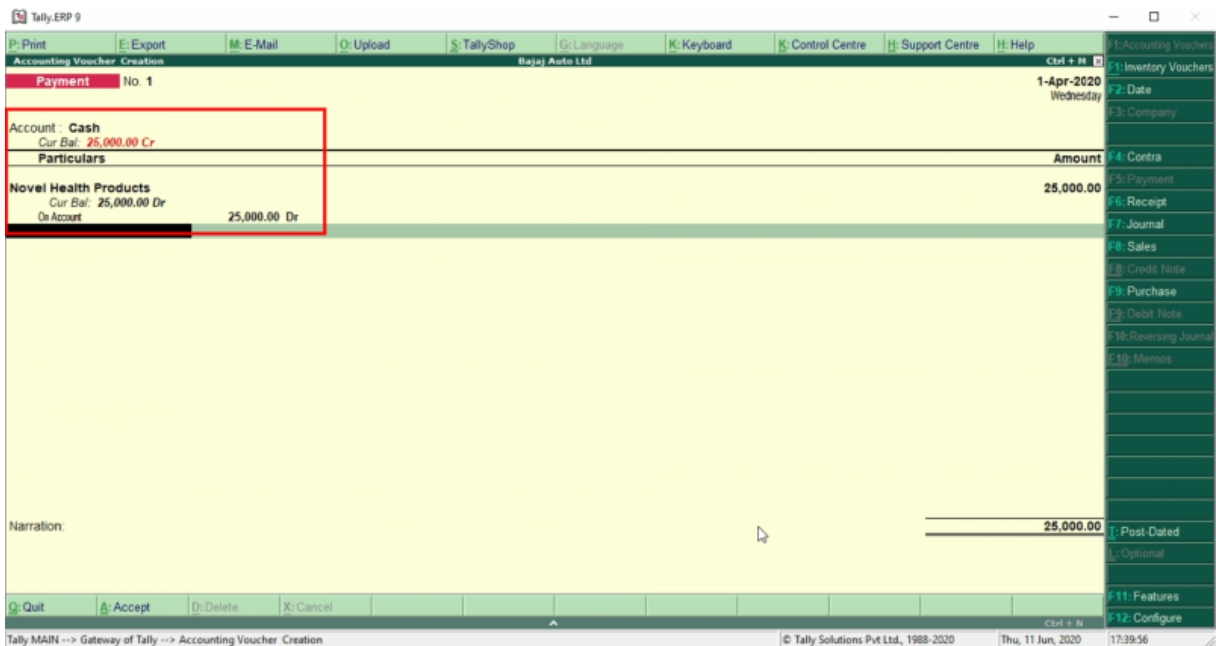 Tally.ERP 9
P: Print E: Export M: E-Mail O: Upload S: TallyShop G: Language K: Keyboard K: Control Centre H: Support Centre H: Help
Accounting Voucher Creation Bajaj Auto Ltd Ctrl + M
Payment No. 1 1-Apr-2020
Wednesday
Account : Cash
Cur Bal: 25,000.00 Cr
Particulars Amount
Novel Health Products 25,000.00
Cur Bal: 25,000.00 Dr
On Account 25,000.00 Dr
Narration: 25,000.00
F1: Accounting Vouchers
F1: Inventory Vouchers
F2: Date
F3: Company
F4: Contra
F5: Payment
F6: Receipt
F7: Journal
F8: Sales
F8: Credit Note
F9: Purchase
F9: Debit Note
F10: Reversing Journal
F10: Memos
T: Post-Dated
L: Optional
F11: Features
F12: Configure
Q: Quit A: Accept D: Delete X: Cancel
Ctrl + N
Tally MAIN --> Gateway of Tally --> Accounting Voucher Creation © Tally Solutions Pvt Ltd., 1988-2020 Thu, 11 Jun, 2020 17:39:56